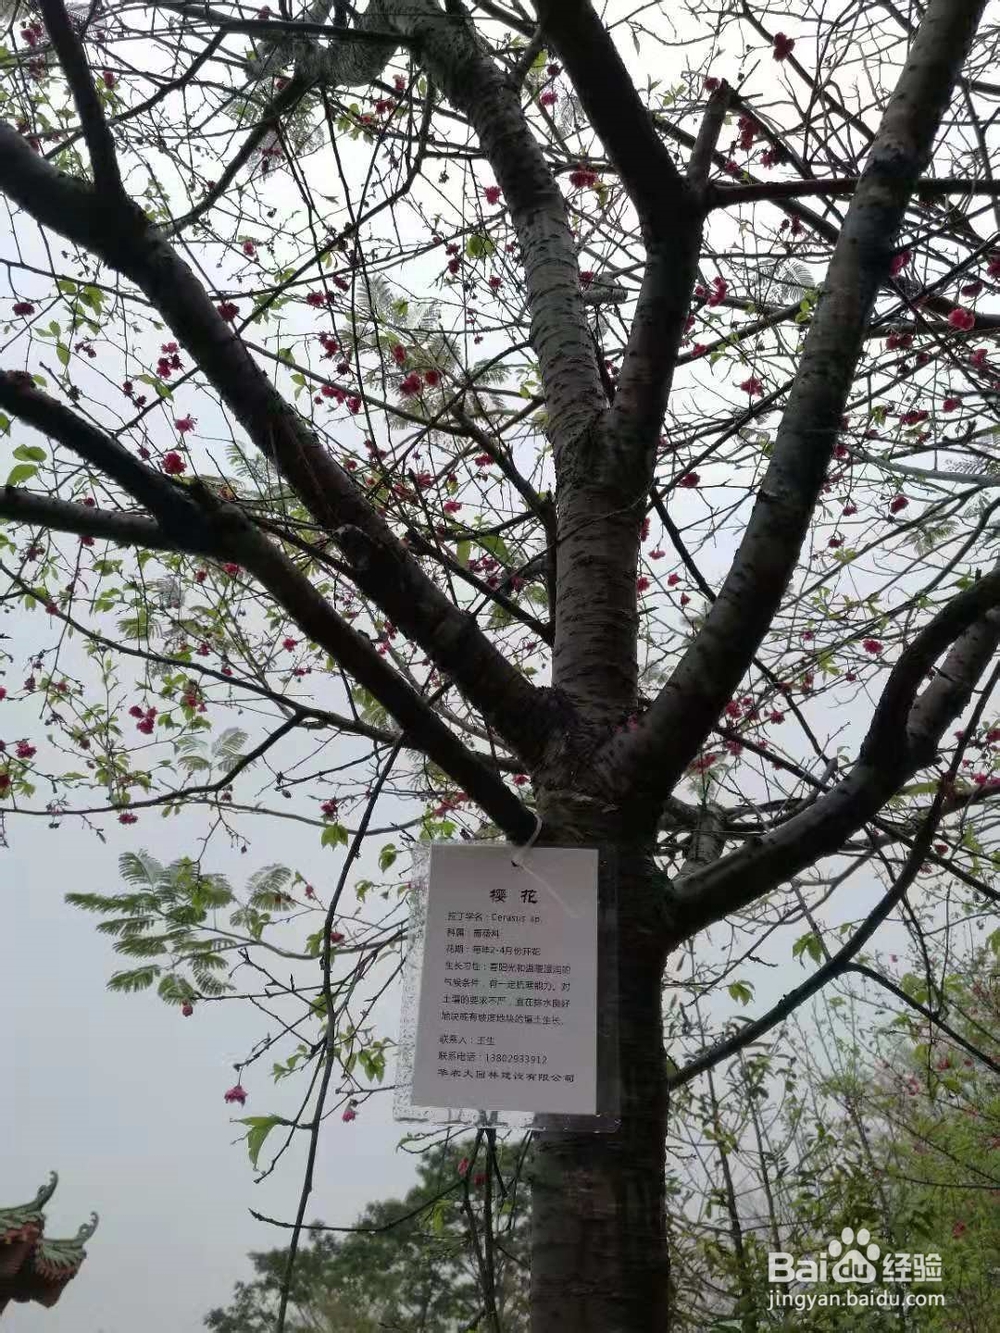 樱花
拉丁学名：Cerasus sp.
科属：蔷薇科
花期：每年2-4月份开花
生长习性：喜阳光和温暖湿润的
气候条件，有一定抗寒能力。对
土壤的要求不严，宜在排水良好
地块或有坡度地块的壤土生长。
联系人：王生
联系电话：13802933912
华农大园林建设有限公司
Bai百度经验
jingyan.baidu.com